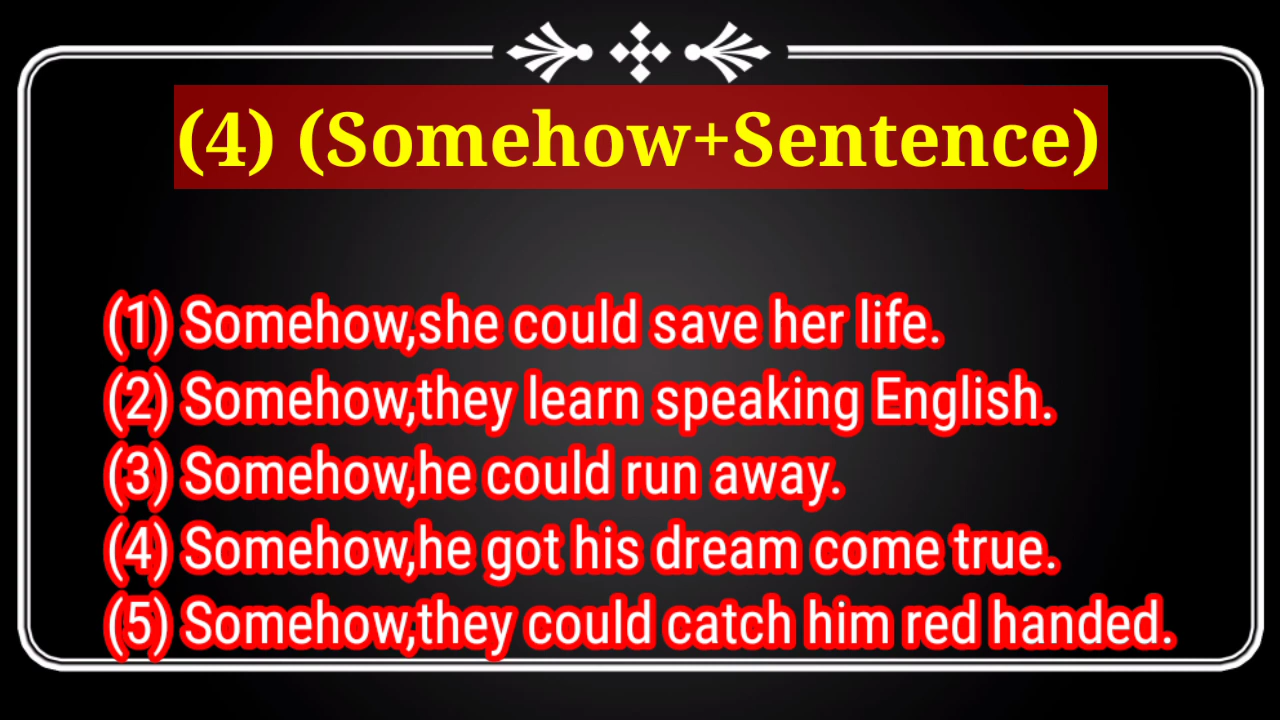 (4) (Somehow+Sentence)
(1) Somehow,she could save her life.
(2) Somehow,they learn speaking English.
(3) Somehow,he could run away.
(4) Somehow,he got his dream come true.
(5) Somehow,they could catch him red handed.